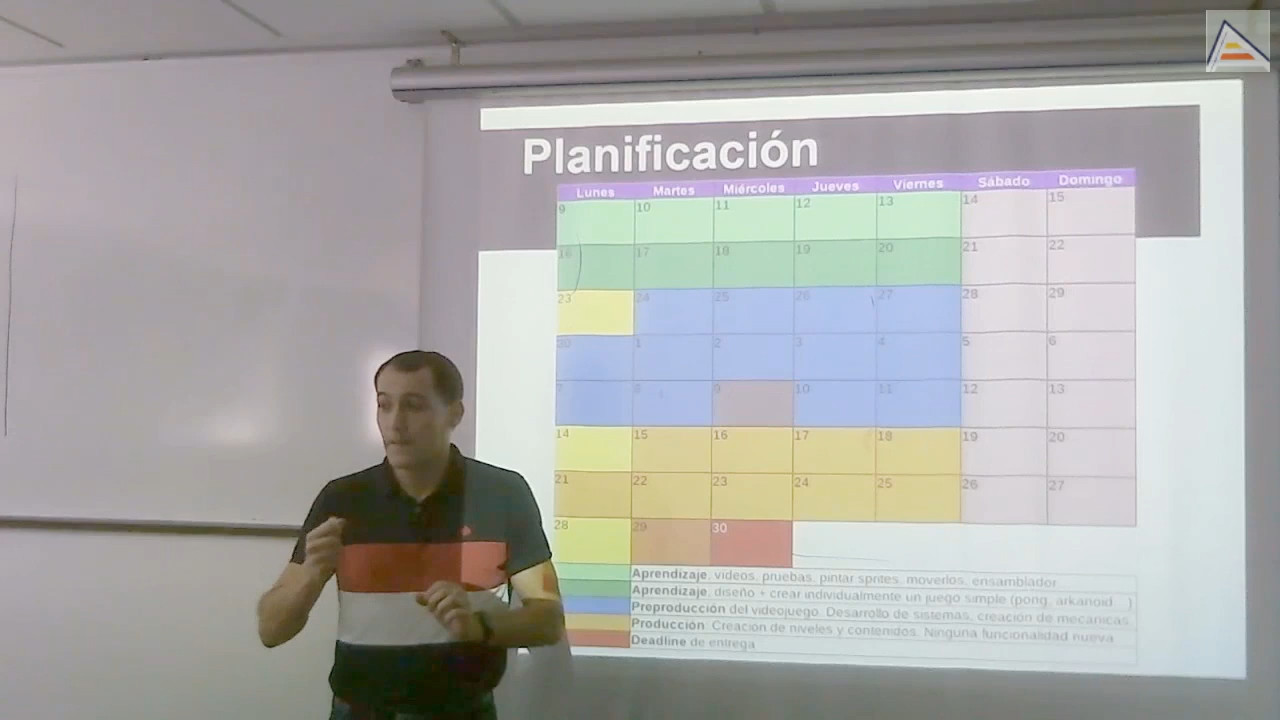 Planificación
Lunes Martes Miércoles Jueves Viernes Sábado Domingo
9 10 11 12 13 14 15
16 17 18 19 20 21 22
23 24 25 26 27 28 29
30 1 2 3 4 5 6
7 8 9 10 11 12 13
14 15 16 17 18 19 20
21 22 23 24 25 26 27
28 29 30
Aprendizaje, vídeos, pruebas, pintar sprites, moverlos, ensamblador
Aprendizaje, diseño + crear individualmente un juego simple (pong, arkanoid...)
Preproducción del videojuego. Desarrollo de sistemas, creación de mecánicas.
Producción. Creación de niveles y contenidos. Ninguna funcionalidad nueva
Deadline de entrega